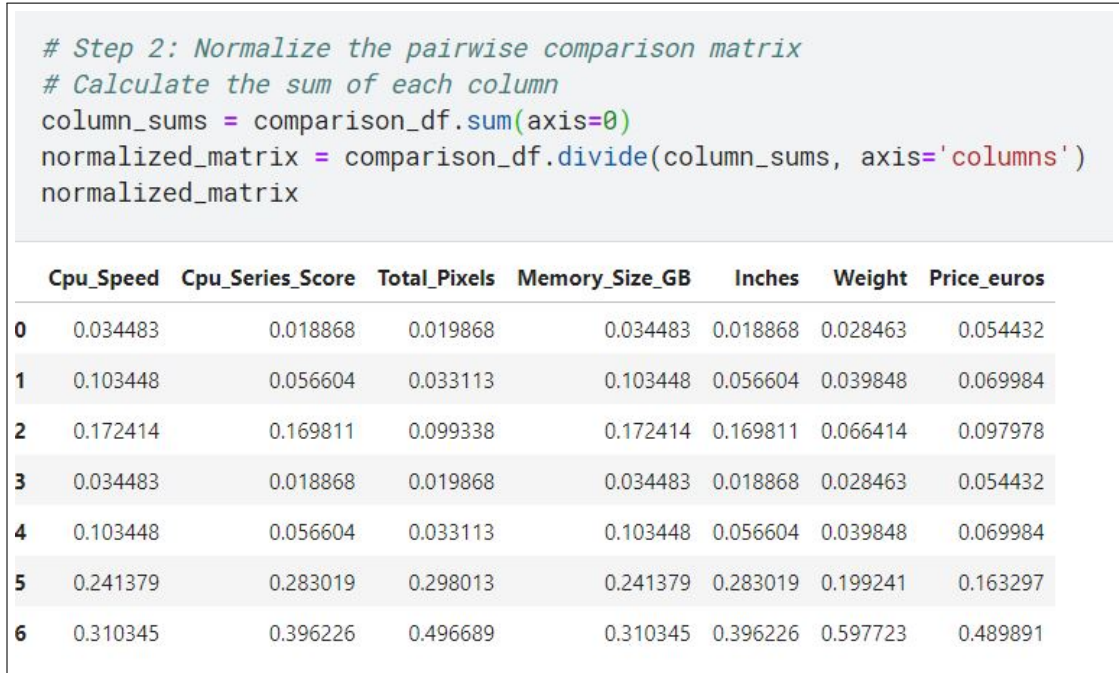 # Step 2: Normalize the pairwise comparison matrix
# Calculate the sum of each column
column_sums = comparison_df.sum(axis=0)
normalized_matrix = comparison_df.divide(column_sums, axis='columns')
normalized_matrix
Cpu_Speed Cpu_Series_Score Total_Pixels Memory_Size_GB Inches Weight Price_euros
0 0.034483 0.018868 0.019868 0.034483 0.018868 0.028463 0.054432
1 0.103448 0.056604 0.033113 0.103448 0.056604 0.039848 0.069984
2 0.172414 0.169811 0.099338 0.172414 0.169811 0.066414 0.097978
3 0.034483 0.018868 0.019868 0.034483 0.018868 0.028463 0.054432
4 0.103448 0.056604 0.033113 0.103448 0.056604 0.039848 0.069984
5 0.241379 0.283019 0.298013 0.241379 0.283019 0.199241 0.163297
6 0.310345 0.396226 0.496689 0.310345 0.396226 0.597723 0.489891